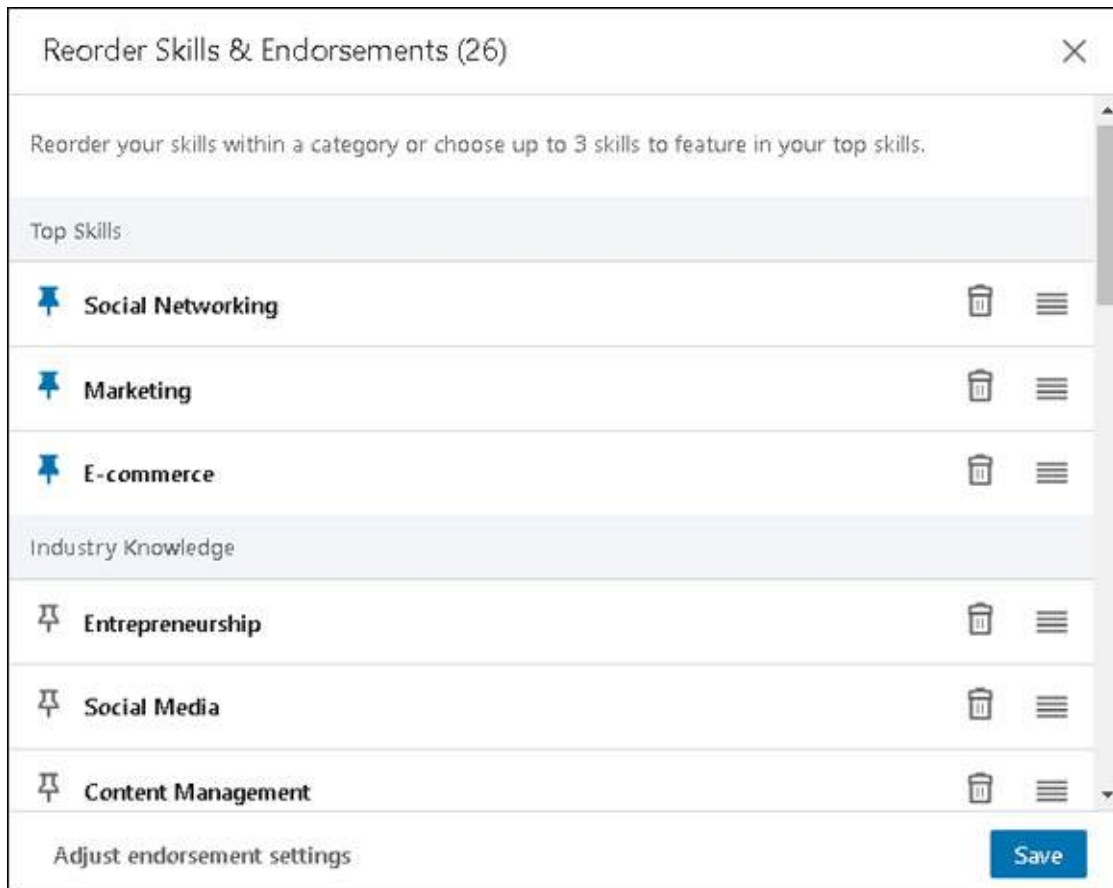 Reorder Skills & Endorsements (26)
Reorder your skills within a category or choose up to 3 skills to feature in your top skills.
Top Skills
Social Networking
Marketing
E-commerce
Industry Knowledge
Entrepreneurship
Social Media
Content Management
Adjust endorsement settings
Save